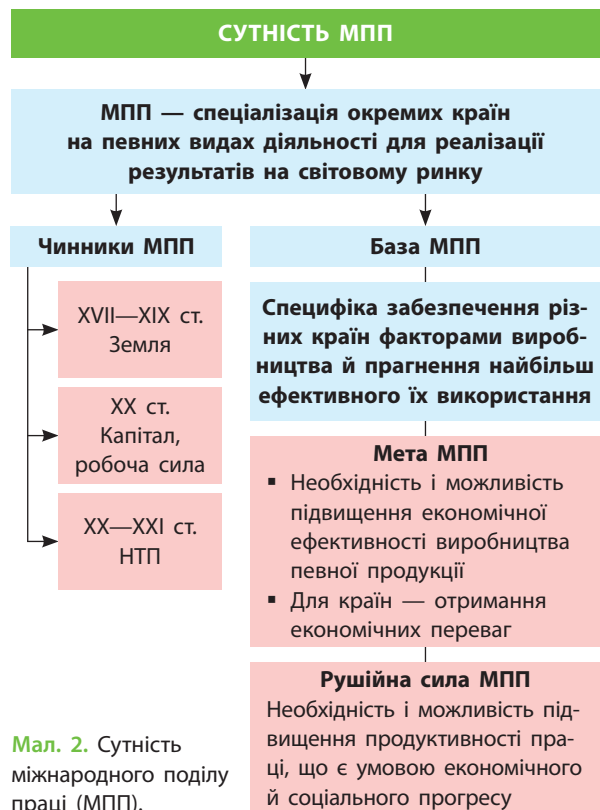 СУТНІСТЬ МПП
МПП — спеціалізація окремих країн
на певних видах діяльності для реалізації
результатів на світовому ринку
Чинники МПП
XVII—XIX ст.
Земля
XX ст.
Капітал,
робоча сила
XX—XXI ст.
НТП
База МПП
Специфіка забезпечення різ-
них країн факторами вироб-
ництва й прагнення найбільш
ефективного їх використання
Мета МПП
▪ Необхідність і можливість
підвищення економічної
ефективності виробництва
певної продукції
▪ Для країн — отримання
економічних переваг
Рушійна сила МПП
Необхідність і можливість під-
вищення продуктивності пра-
ці, що є умовою економічного
й соціального прогресу
Мал. 2. Сутність
міжнародного поділу
праці (МПП).